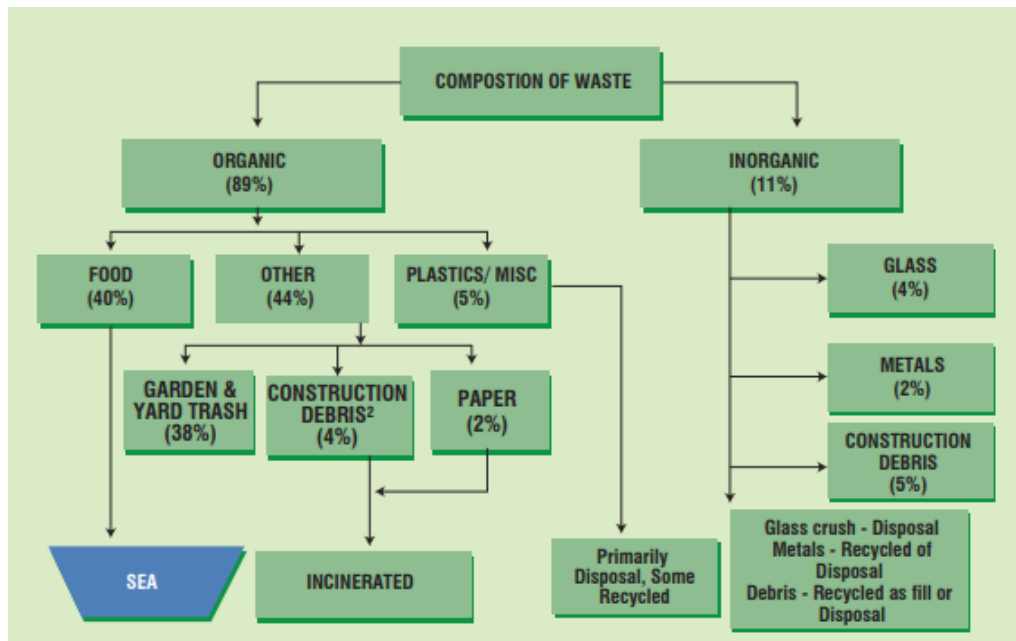 COMPOSTION OF WASTE
ORGANIC
(89%)
INORGANIC
(11%)
FOOD
(40%)
OTHER
(44%)
PLASTICS/ MISC
(5%)
GLASS
(4%)
GARDEN &
YARD TRASH
(38%)
CONSTRUCTION
DEBRIS²
(4%)
PAPER
(2%)
METALS
(2%)
CONSTRUCTION
DEBRIS
(5%)
SEA
INCINERATED
Primarily
Disposal, Some
Recycled
Glass crush - Disposal
Metals - Recycled of
Disposal
Debris - Recycled as fill or
Disposal